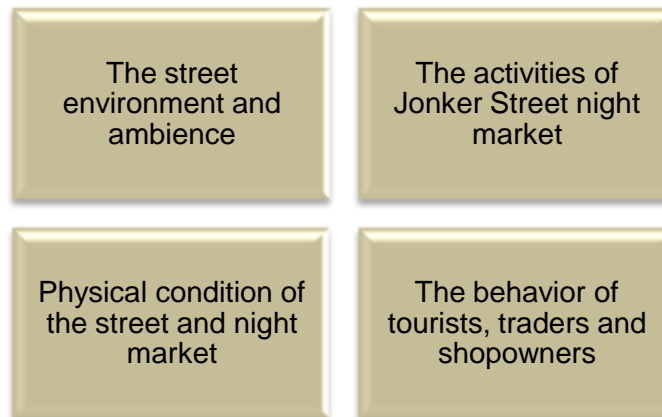 The street
environment and
ambience
The activities of
Jonker Street night
market
Physical condition of
the street and night
market
The behavior of
tourists, traders and
shopowners